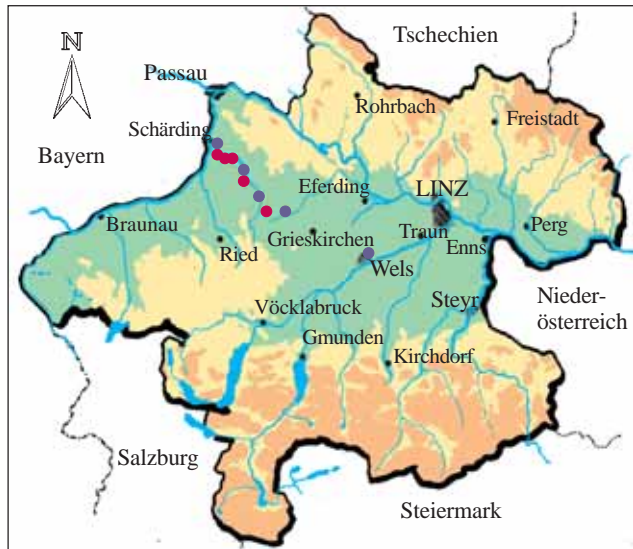 N
Tschechien
Passau
Rohrbach
Freistadt
Schärding
Bayern
Eferding
LINZ
Braunau
Ried
Grieskirchen
Traun
Enns
Perg
Wels
Steyr
Nieder-
österreich
Vöcklabruck
Gmunden
Kirchdorf
Salzburg
Steiermark